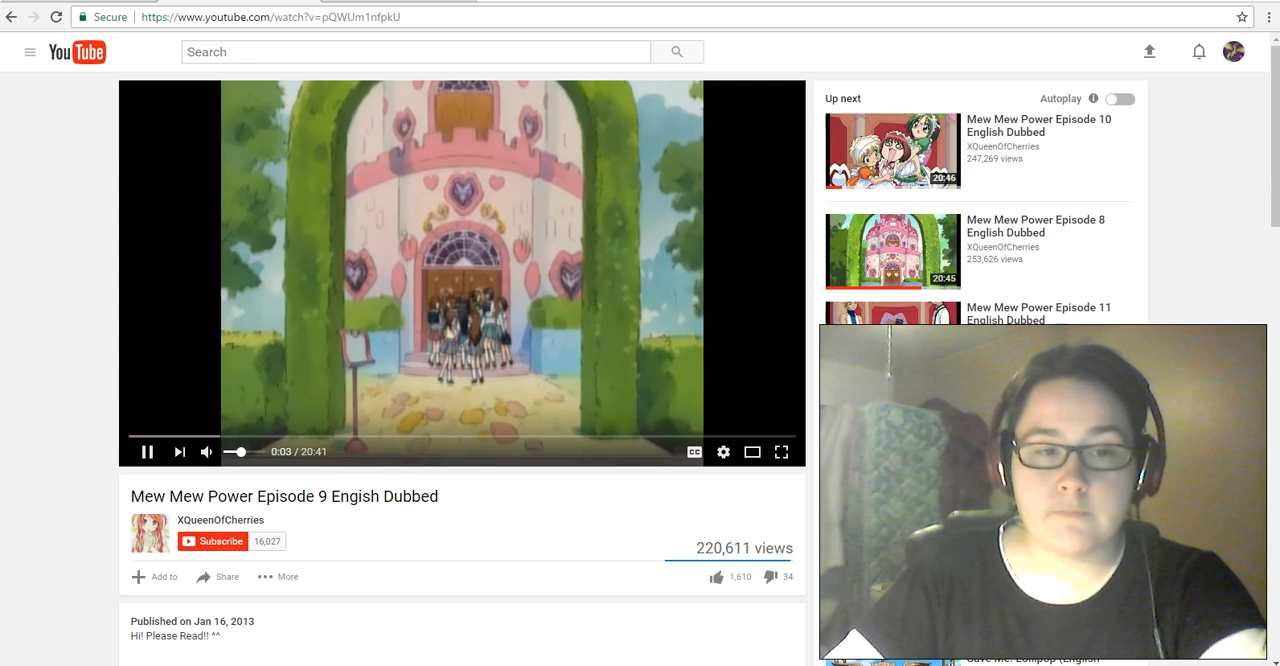 Secure
https://www.youtube.com/watch?v=pQWUm1nfpkU
YouTube
Search
0:03 / 20:41
CC
Mew Mew Power Episode 9 Engish Dubbed
XQueenOfCherries
Subscribe 16,027
220,611 views
Add to
Share
More
1,610
34
Published on Jan 16, 2013
Hi! Please Read!! ^^
Up next
Autoplay
Mew Mew Power Episode 10
English Dubbed
XQueenOfCherries
247,269 views
20:46
Mew Mew Power Episode 8
English Dubbed
XQueenOfCherries
253,626 views
20:45
Mew Mew Power Episode 11
English Dubbed